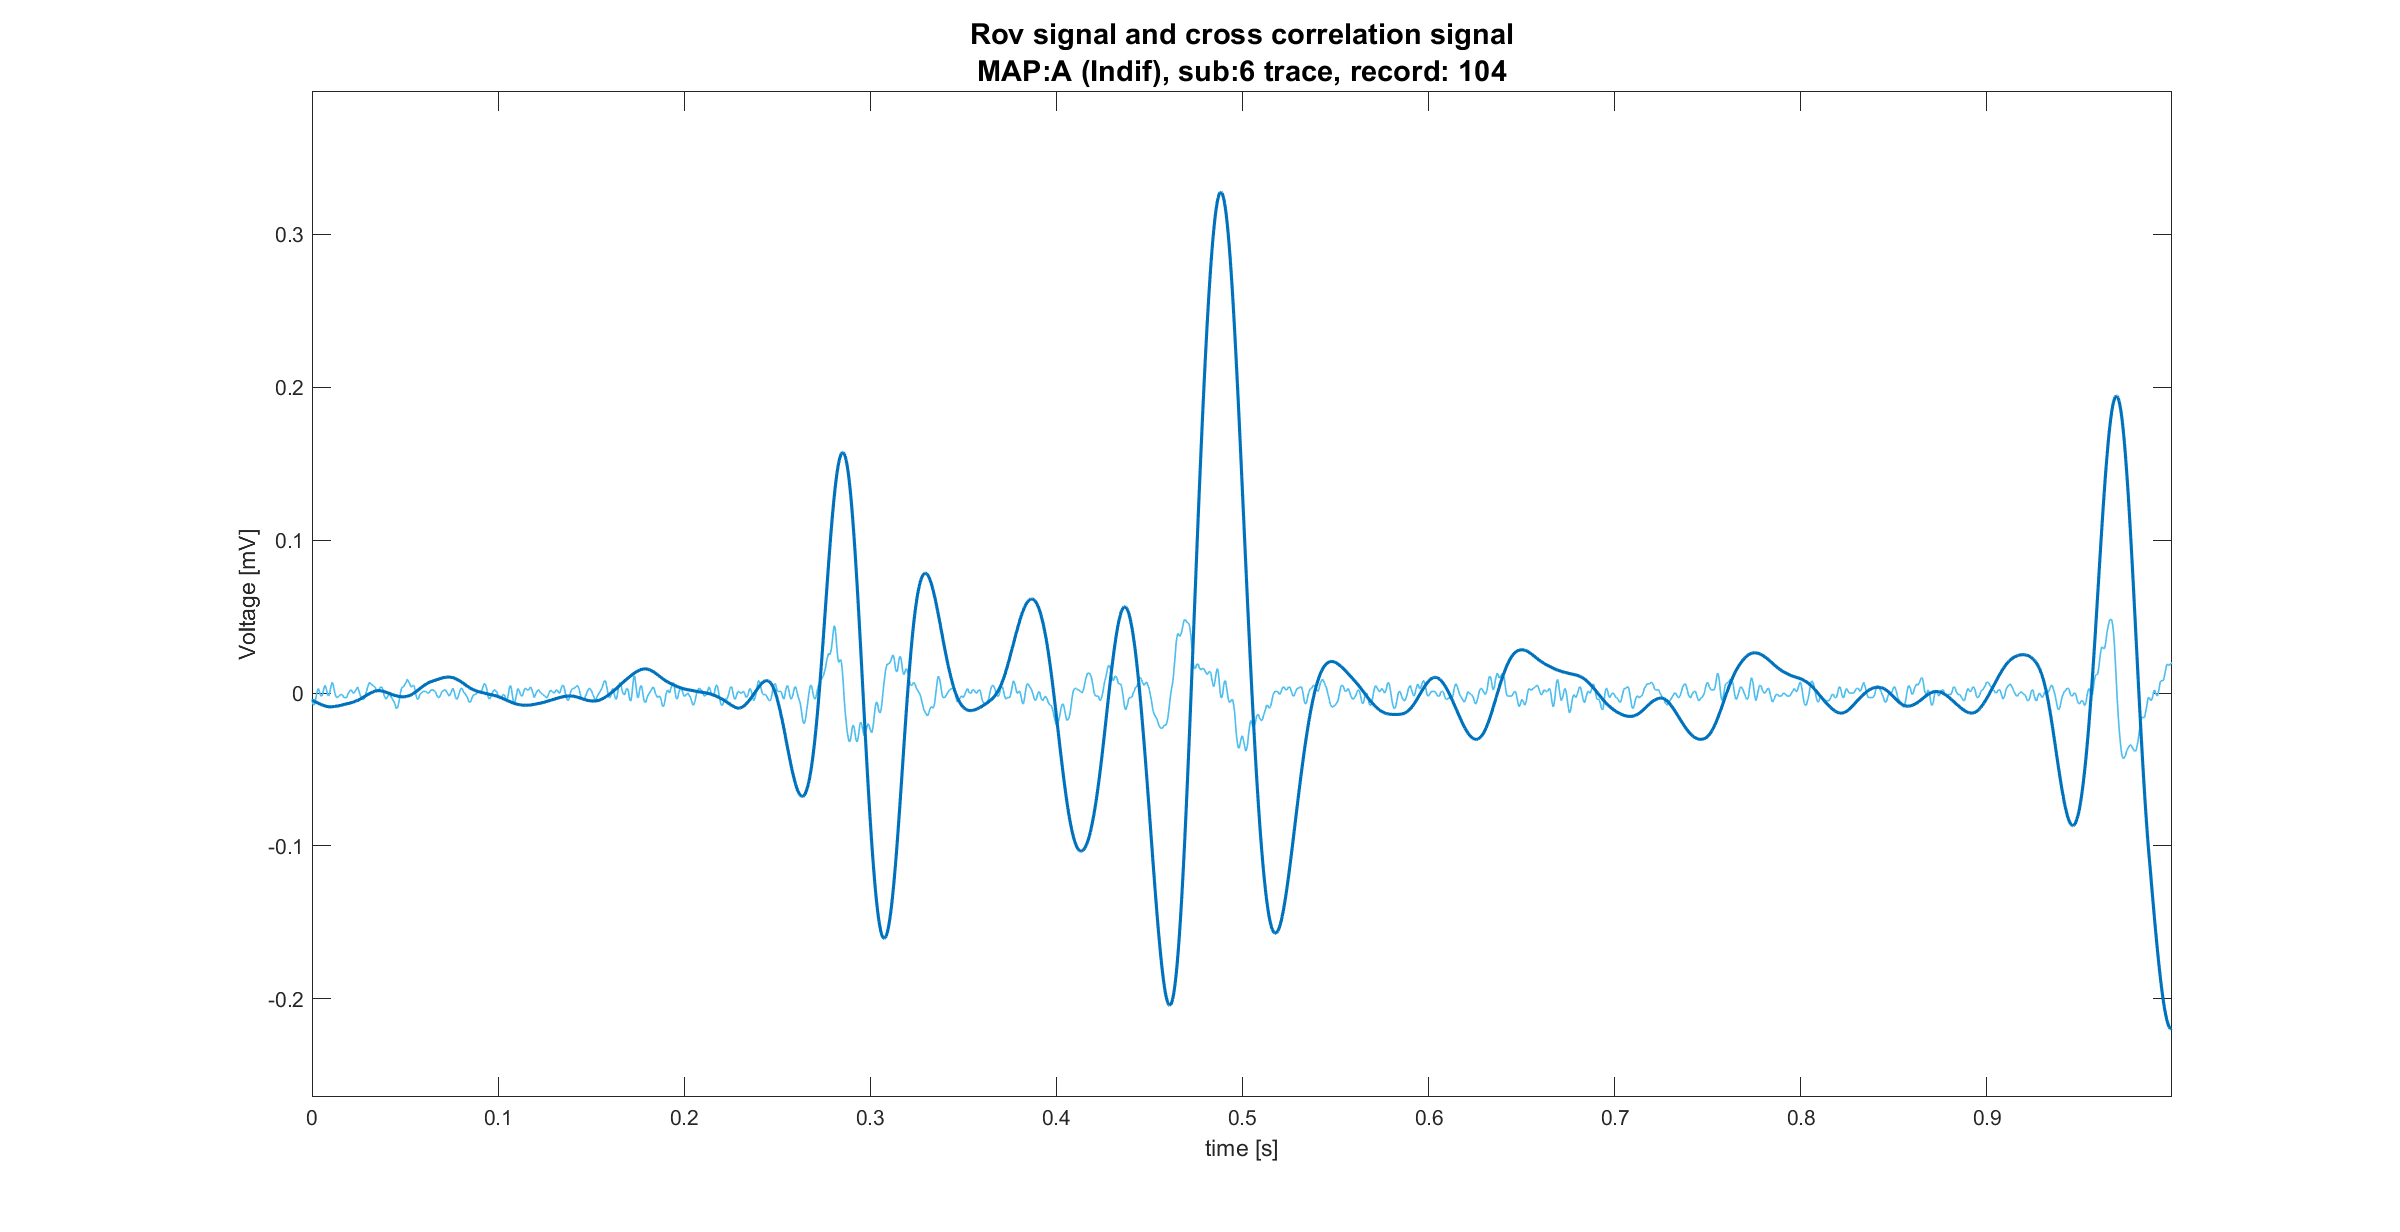 Rov signal and cross correlation signal
MAP:A (Indif), sub:6 trace, record: 104
0.3
0.2
0.1
0
-0.1
-0.2
Voltage [mV]
0 0.1 0.2 0.3 0.4 0.5 0.6 0.7 0.8 0.9
time [s]